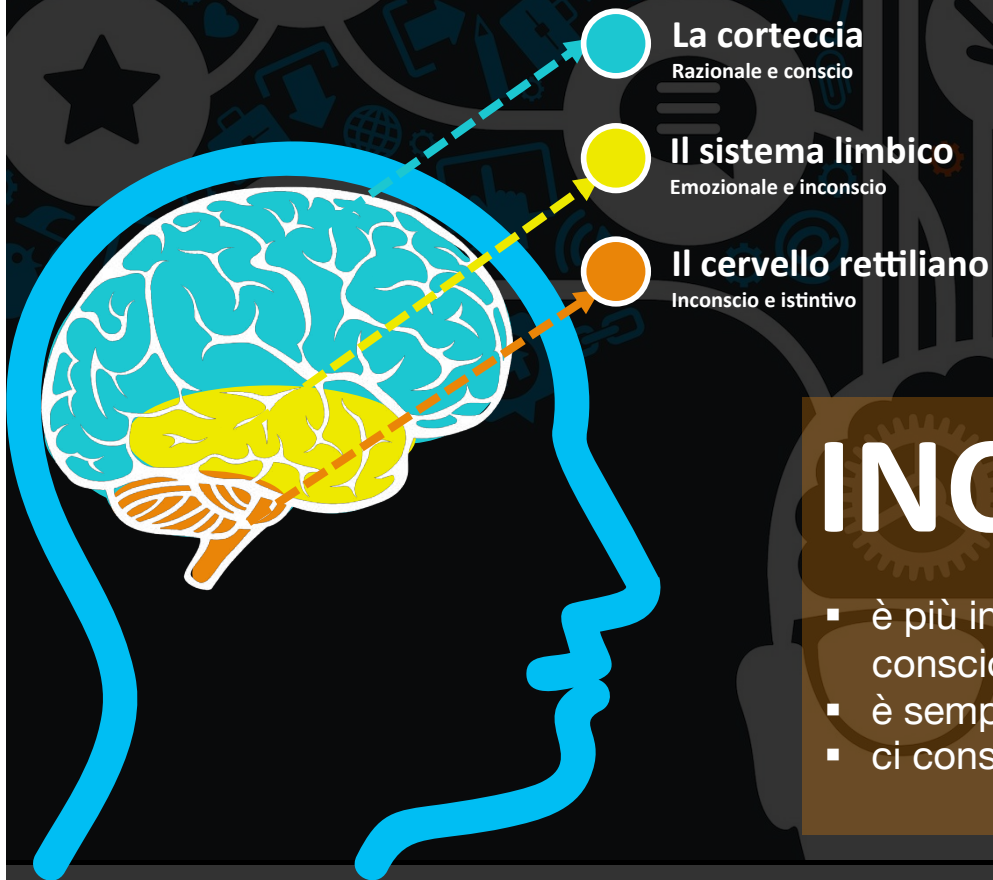 La corteccia
Razionale e conscio
Il sistema limbico
Emozionale e inconscio
Il cervello rettiliano
Inconscio e istintivo
INC
▪ è più in
conscio
▪ è semp
▪ ci cons